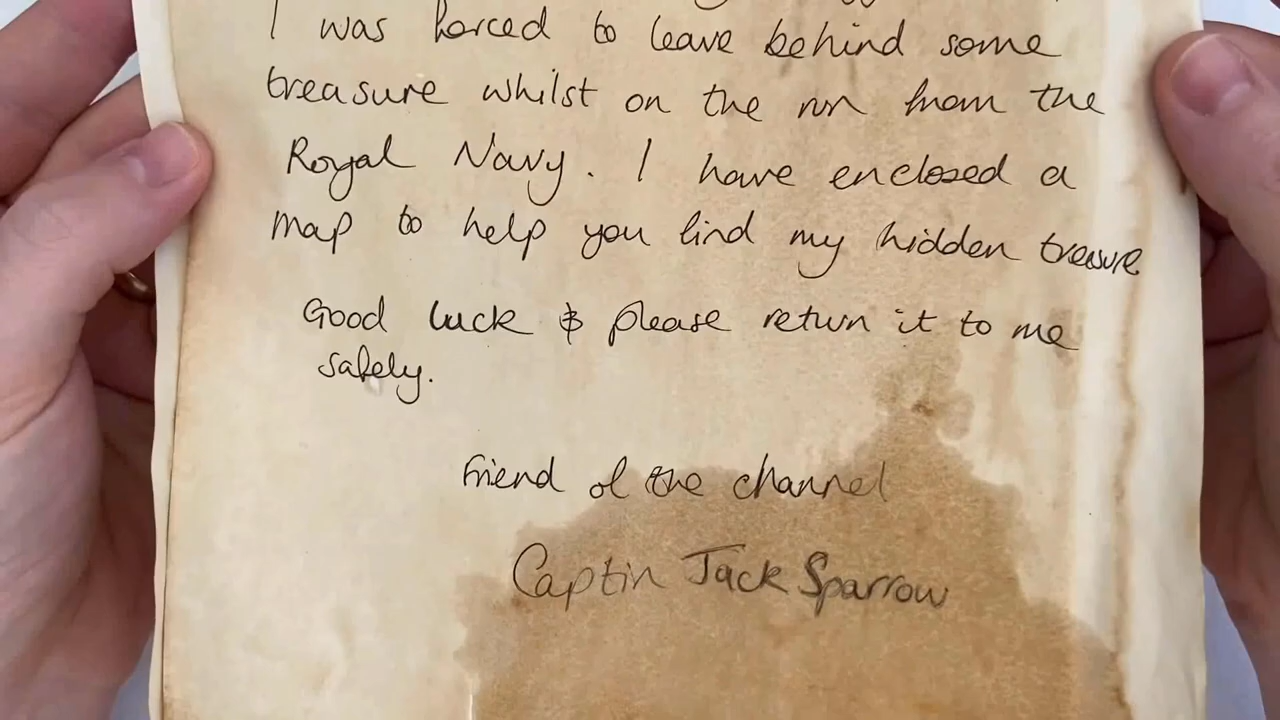 I was forced to leave behind some
treasure whilst on the run from the
Royal Navy. I have enclosed a
map to help you find my hidden treasure
Good luck & please return it to me
safely.
Friend of the channel
Captin Jack Sparrow